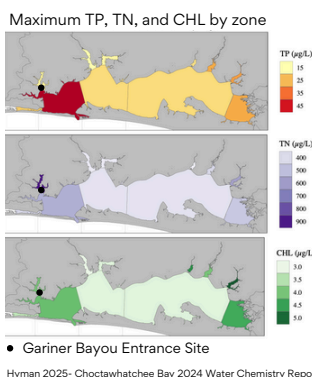 Maximum TP, TN, and CHL by zone
TP (µg/L)
15
25
35
45
TN (µg/L)
400
500
600
700
800
900
CHL (µg/L)
3.0
3.5
4.0
4.5
5.0
Gariner Bayou Entrance Site
Hyman 2025- Choctawhatchee Bay 2024 Water Chemistry Repo